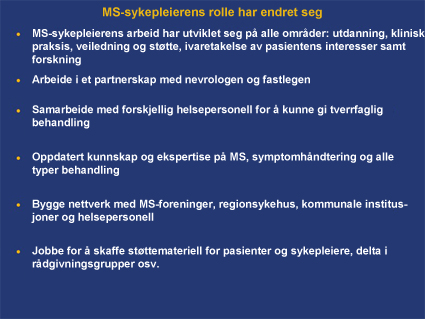 MS-sykepleierens rolle har endret seg
• MS-sykepleierens arbeid har utviklet seg på alle områder: utdanning, klinisk
praksis, veiledning og støtte, ivaretakelse av pasientens interesser samt
forskning
• Arbeide i et partnerskap med nevrologen og fastlegen
• Samarbeide med forskjellig helsepersonell for å kunne gi tverrfaglig
behandling
• Oppdatert kunnskap og ekspertise på MS, symptomhåndtering og alle
typer behandling
• Bygge nettverk med MS-foreninger, regionsykehus, kommunale institus-
joner og helsepersonell
• Jobbe for å skaffe støttemateriell for pasienter og sykepleiere, delta i
rådgivningsgrupper osv.